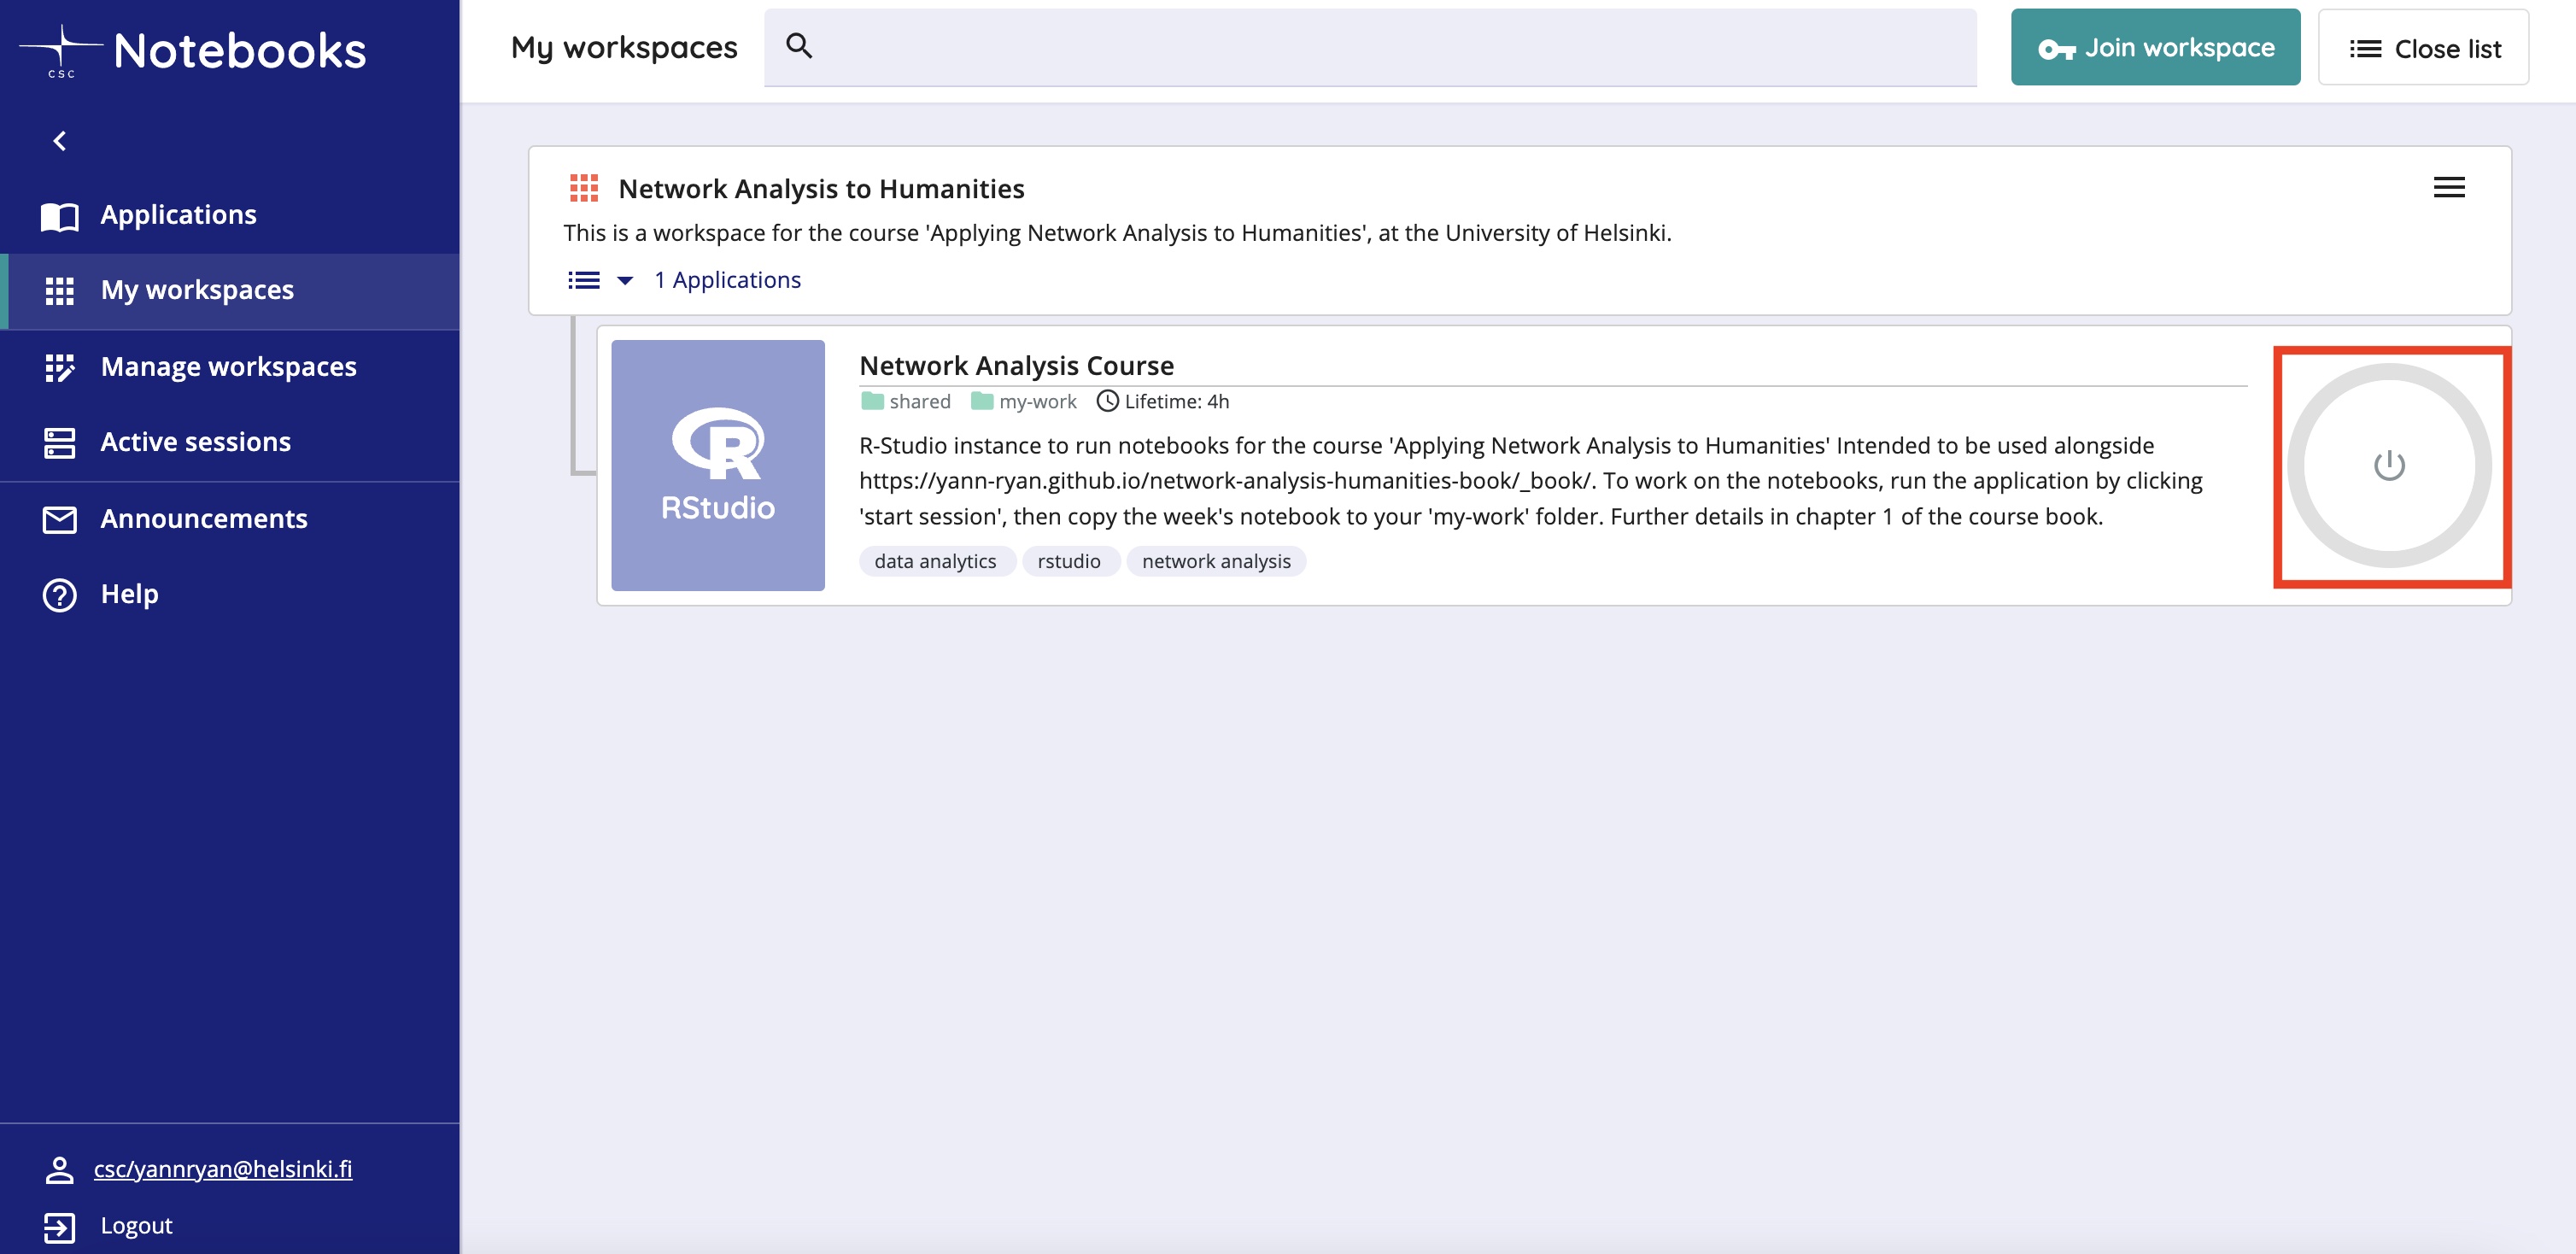 CSC
Notebooks
Applications
My workspaces
Manage workspaces
Active sessions
Announcements
Help
csc/yannryan@helsinki.fi
Logout
My workspaces
Join workspace
Close list
Network Analysis to Humanities
This is a workspace for the course 'Applying Network Analysis to Humanities', at the University of Helsinki.
1 Applications
R
RStudio
Network Analysis Course
shared my-work Lifetime: 4h
R-Studio instance to run notebooks for the course 'Applying Network Analysis to Humanities' Intended to be used alongside
https://yann-ryan.github.io/network-analysis-humanities-book/_book/. To work on the notebooks, run the application by clicking
'start session', then copy the week's notebook to your 'my-work' folder. Further details in chapter 1 of the course book.
data analytics rstudio network analysis